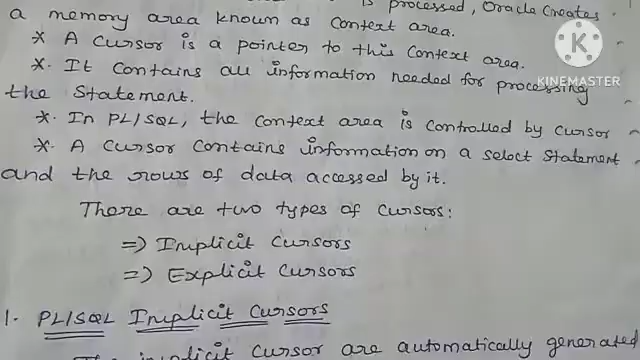 is processed, Oracle Creates
a memory area known as Context area.
* A Cursor is a pointer to this Context area.
* It Contains all information needed for processing
the Statement.
* In PL/SQL, the Context area is controlled by Cursor
* A Cursor Contains information on a Select Statement
and the rows of data accessed by it.
There are two types of Cursors:
=> Implicit Cursors
=> Explicit Cursors
1. PL/SQL Implicit Cursors
The implicit Cursor are automatically generated
KINEMASTER